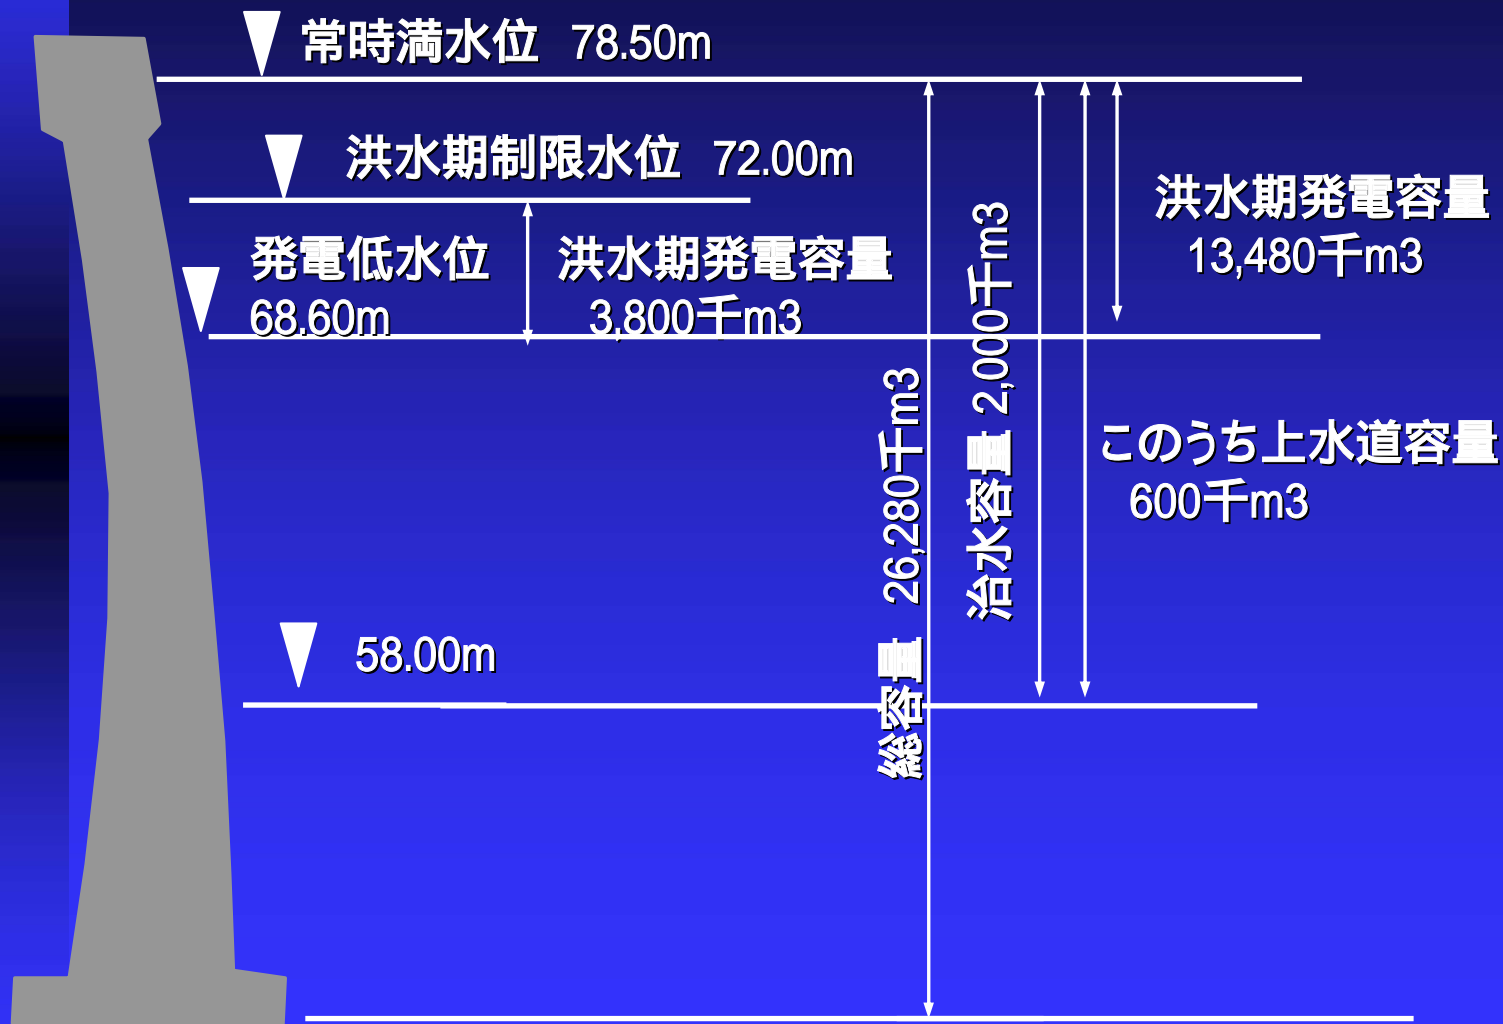 常時満水位 78.50m
洪水期制限水位 72.00m
発電低水位
68.60m
洪水期発電容量
3,800千m3
洪水期発電容量
13,480千m3
総容量 26,280千m3
治水容量 2,000千m3
このうち上水道容量
600千m3
58.00m